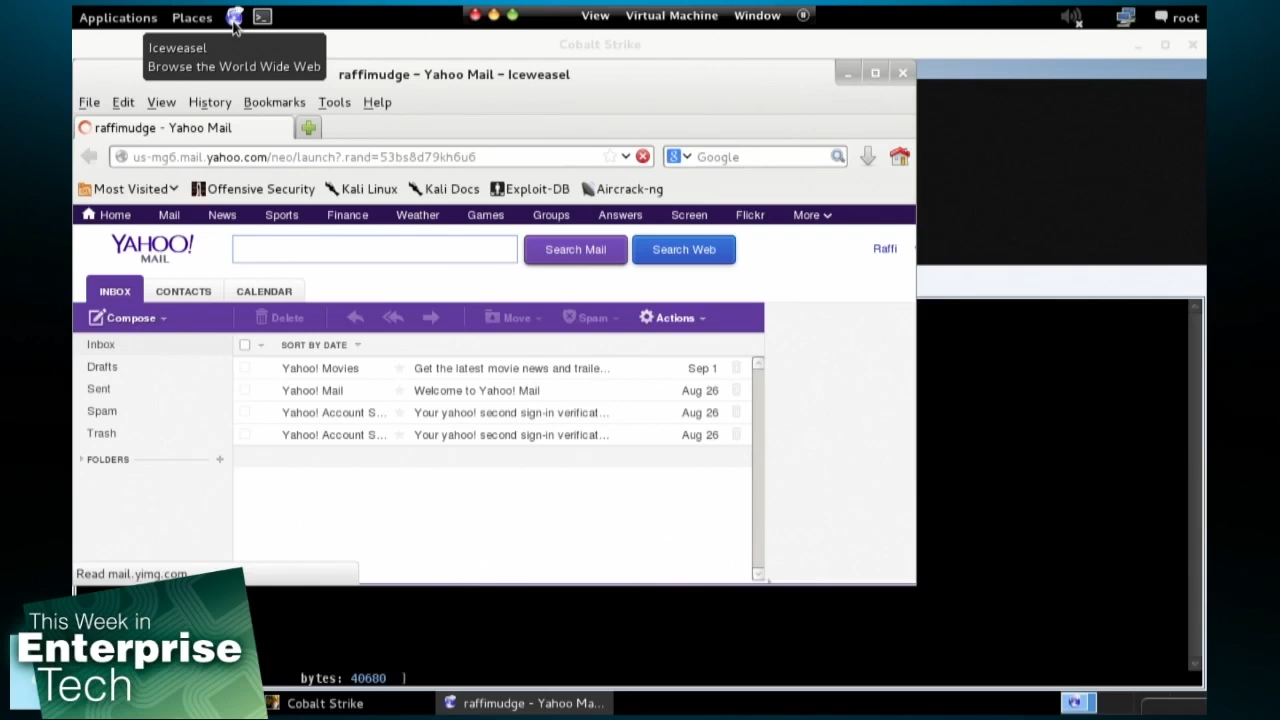 Applications Places View Virtual Machine Window root
Cobalt Strike
Iceweasel
Browse the World Wide Web
raffimudge - Yahoo Mail - Iceweasel
File Edit View History Bookmarks Tools Help
raffimudge - Yahoo Mail
us-mg6.mail.yahoo.com/neo/launch?.rand=53bs8d79kh6u6
8 Google
Most Visited Offensive Security Kali Linux Kali Docs Exploit-DB Aircrack-ng
Home Mail News Sports Finance Weather Games Groups Answers Screen Flickr More
YAHOO!
MAIL
Search Mail Search Web Raffi
INBOX CONTACTS CALENDAR
Compose Delete Move Spam Actions
Inbox SORT BY DATE
Drafts Yahoo! Movies Get the latest movie news and traile... Sep 1
Sent Yahoo! Mail Welcome to Yahoo! Mail Aug 26
Spam Yahoo! Account S... Your yahoo! second sign-in verificat... Aug 26
Trash Yahoo! Account S... Your yahoo! second sign-in verificat... Aug 26
FOLDERS +
Read mail.yimg.com
This Week in
Enterprise
Tech
bytes: 40680 ]
Cobalt Strike raffimudge - Yahoo Ma...